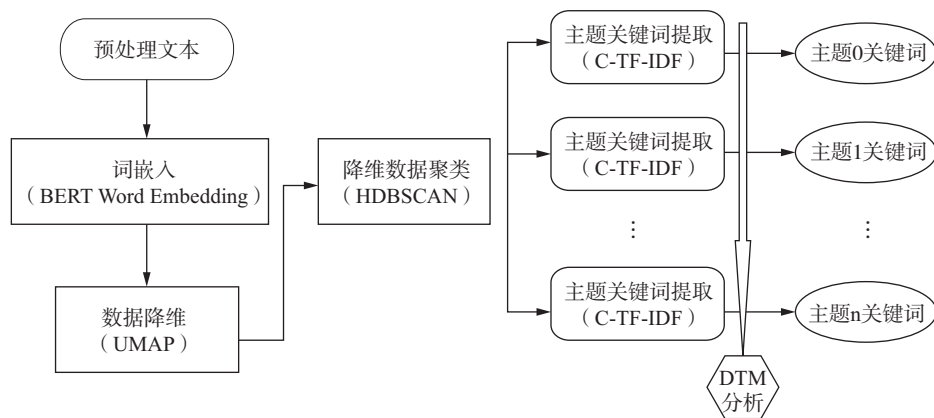 预处理文本
词嵌入
（BERT Word Embedding）
数据降维
（UMAP）
降维数据聚类
（HDBSCAN）
主题关键词提取
（C-TF-IDF）
主题0关键词
主题关键词提取
（C-TF-IDF）
主题1关键词
⋮
⋮
主题关键词提取
（C-TF-IDF）
主题n关键词
DTM
分析